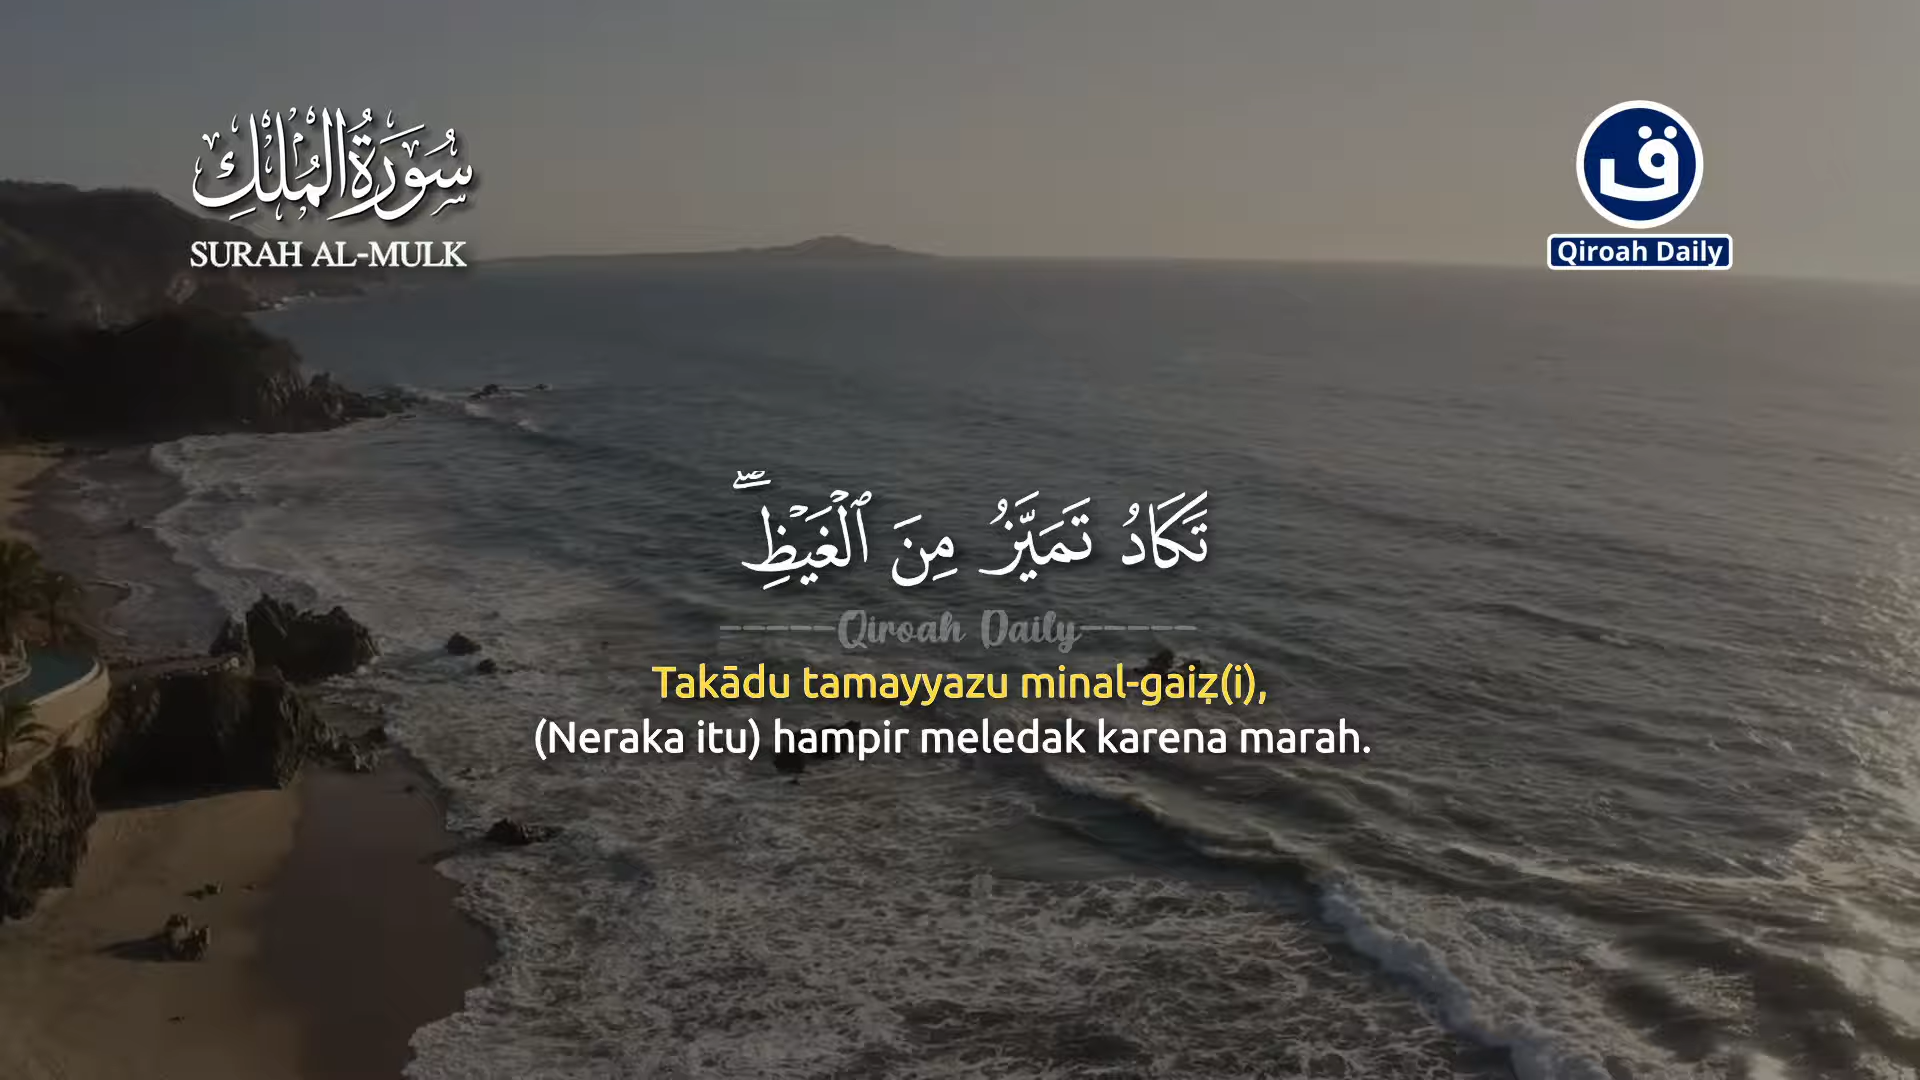 سُورَةُ الْمُلْكِ
SURAH AL-MULK
ق
Qiroah Daily
تَكَادُ تَمَيَّزُ مِنَ ٱلْغَيْظِ ۖ
-----Qiroah Daily-----
Takādu tamayyazu minal-gaiẓ(i),
(Neraka itu) hampir meledak karena marah.